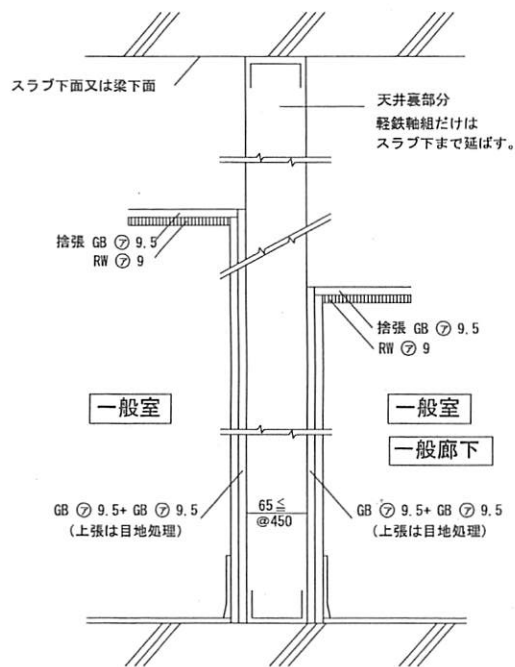 スラブ下面又は梁下面
天井裏部分
軽鉄軸組だけは
スラブ下まで延ばす。
捨張 GB ㋐ 9.5
RW ㋐ 9
捨張 GB ㋐ 9.5
RW ㋐ 9
一般室
一般室
一般廊下
GB ㋐ 9.5+ GB ㋐ 9.5
(上張は目地処理)
65≦
@450
GB ㋐ 9.5+ GB ㋐ 9.5
(上張は目地処理)